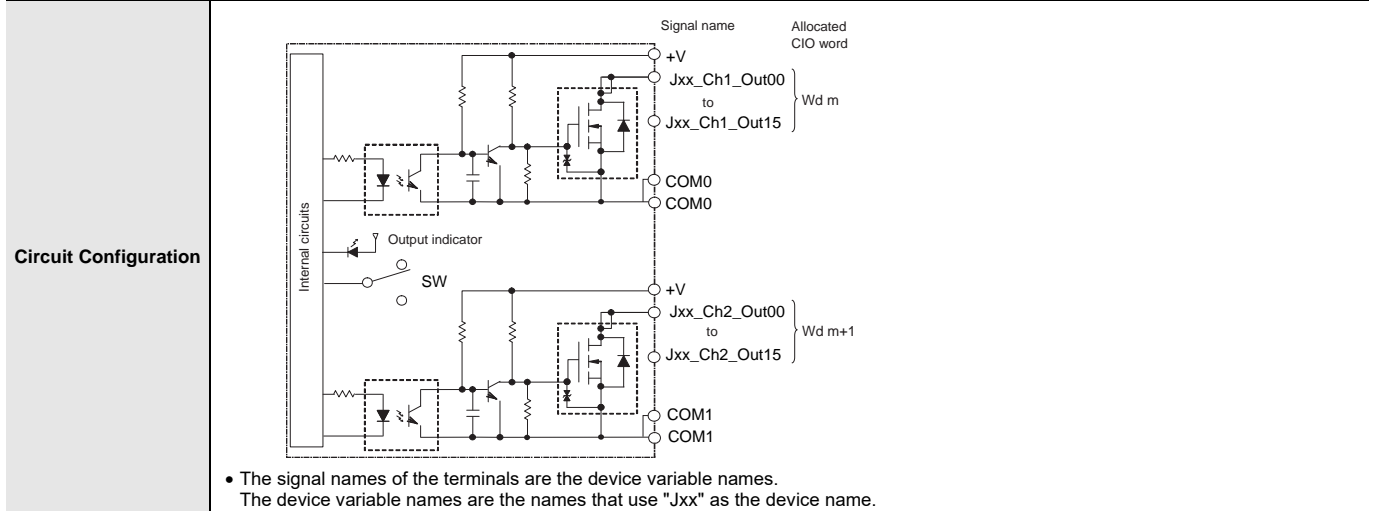 Circuit Configuration
Signal name
Allocated
CIO word
+V
Jxx_Ch1_Out00
to
Wd m
Jxx_Ch1_Out15
COM0
COM0
Internal circuits
Output indicator
SW
+V
Jxx_Ch2_Out00
to
Wd m+1
Jxx_Ch2_Out15
COM1
COM1
• The signal names of the terminals are the device variable names.
The device variable names are the names that use "Jxx" as the device name.